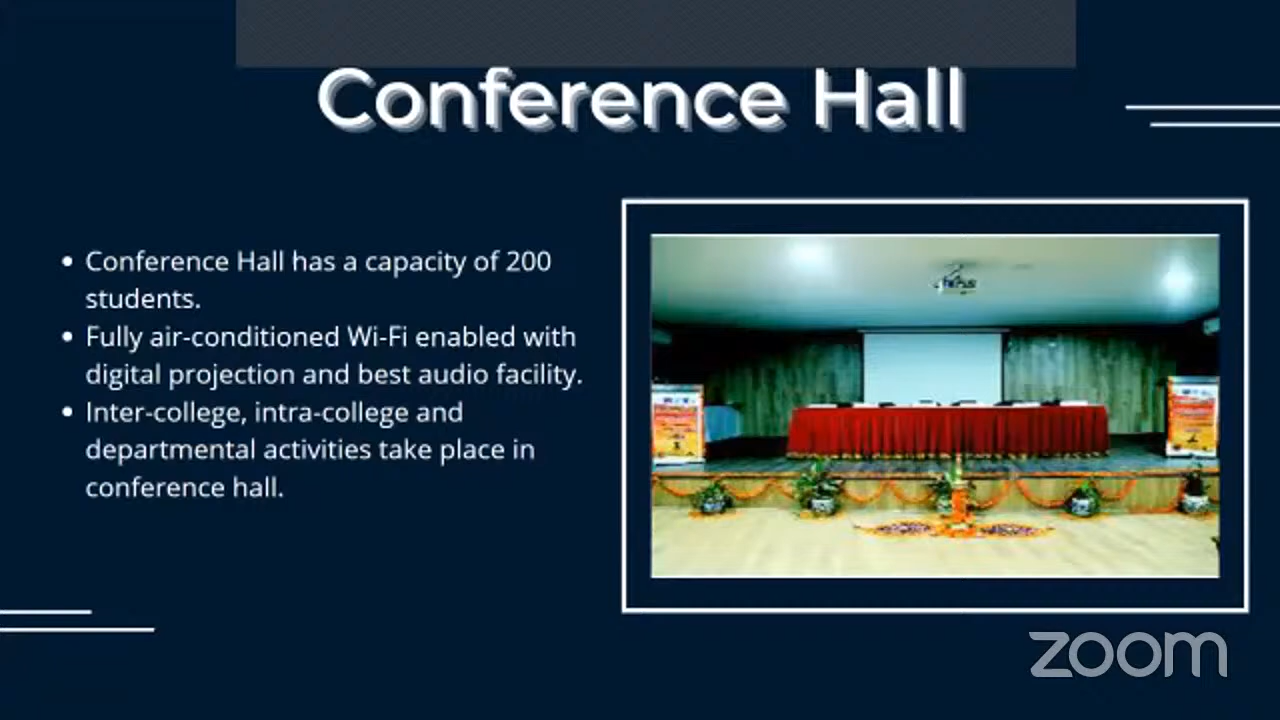 Conference Hall
• Conference Hall has a capacity of 200
students.
• Fully air-conditioned Wi-Fi enabled with
digital projection and best audio facility.
• Inter-college, intra-college and
departmental activities take place in
conference hall.
zoom